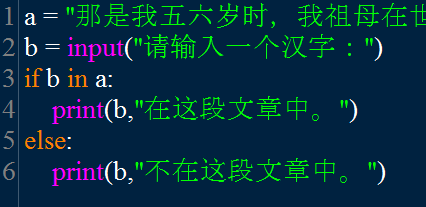 1 a = "那是我五六岁时，我祖母在世
2 b = input("请输入一个汉字：")
3 if b in a:
4 print(b,"在这段文章中。")
5 else:
6 print(b,"不在这段文章中。")